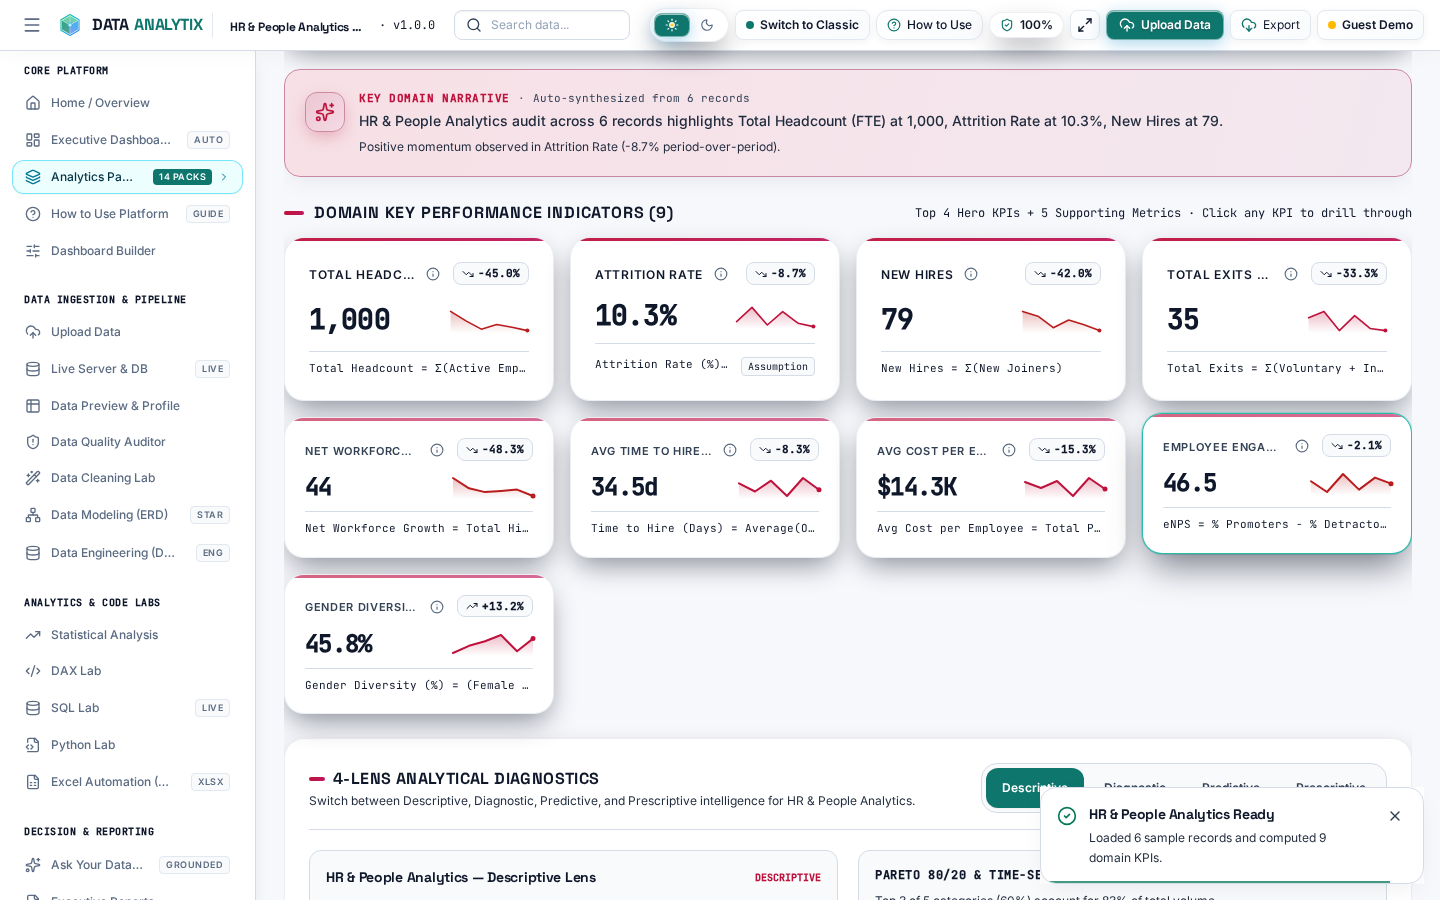 DATA ANALYTIX
HR & People Analytics ...
· v1.0.0
Search data...
Switch to Classic
How to Use
100%
Upload Data
Export
Guest Demo
CORE PLATFORM
Home / Overview
Executive Dashboa... AUTO
Analytics Pa... 14 PACKS
How to Use Platform GUIDE
Dashboard Builder
DATA INGESTION & PIPELINE
Upload Data
Live Server & DB LIVE
Data Preview & Profile
Data Quality Auditor
Data Cleaning Lab
Data Modeling (ERD) STAR
Data Engineering (D... ENG
ANALYTICS & CODE LABS
Statistical Analysis
DAX Lab
SQL Lab LIVE
Python Lab
Excel Automation (... XLSX
DECISION & REPORTING
Ask Your Data... GROUNDED
Executive Reports
KEY DOMAIN NARRATIVE · Auto-synthesized from 6 records
HR & People Analytics audit across 6 records highlights Total Headcount (FTE) at 1,000, Attrition Rate at 10.3%, New Hires at 79.
Positive momentum observed in Attrition Rate (-8.7% period-over-period).
DOMAIN KEY PERFORMANCE INDICATORS (9)
Top 4 Hero KPIs + 5 Supporting Metrics · Click any KPI to drill through
TOTAL HEADC... -45.0%
1,000
Total Headcount = Σ(Active Emp...
ATTRITION RATE -8.7%
10.3%
Attrition Rate (%)... Assumption
NEW HIRES -42.0%
79
New Hires = Σ(New Joiners)
TOTAL EXITS ... -33.3%
35
Total Exits = Σ(Voluntary + In...
NET WORKFORC... -48.3%
44
Net Workforce Growth = Total Hi...
AVG TIME TO HIRE... -8.3%
34.5d
Time to Hire (Days) = Average(O...
AVG COST PER E... -15.3%
$14.3K
Avg Cost per Employee = Total P...
EMPLOYEE ENGA... -2.1%
46.5
eNPS = % Promoters - % Detracto...
GENDER DIVERSI... +13.2%
45.8%
Gender Diversity (%) = (Female ...
4-LENS ANALYTICAL DIAGNOSTICS
Switch between Descriptive, Diagnostic, Predictive, and Prescriptive intelligence for HR & People Analytics.
Descriptive Diagnostic Predictive Prescriptive
HR & People Analytics — Descriptive Lens
DESCRIPTIVE
PARETO 80/20 & TIME-SE
HR & People Analytics Ready
Loaded 6 sample records and computed 9
domain KPIs.